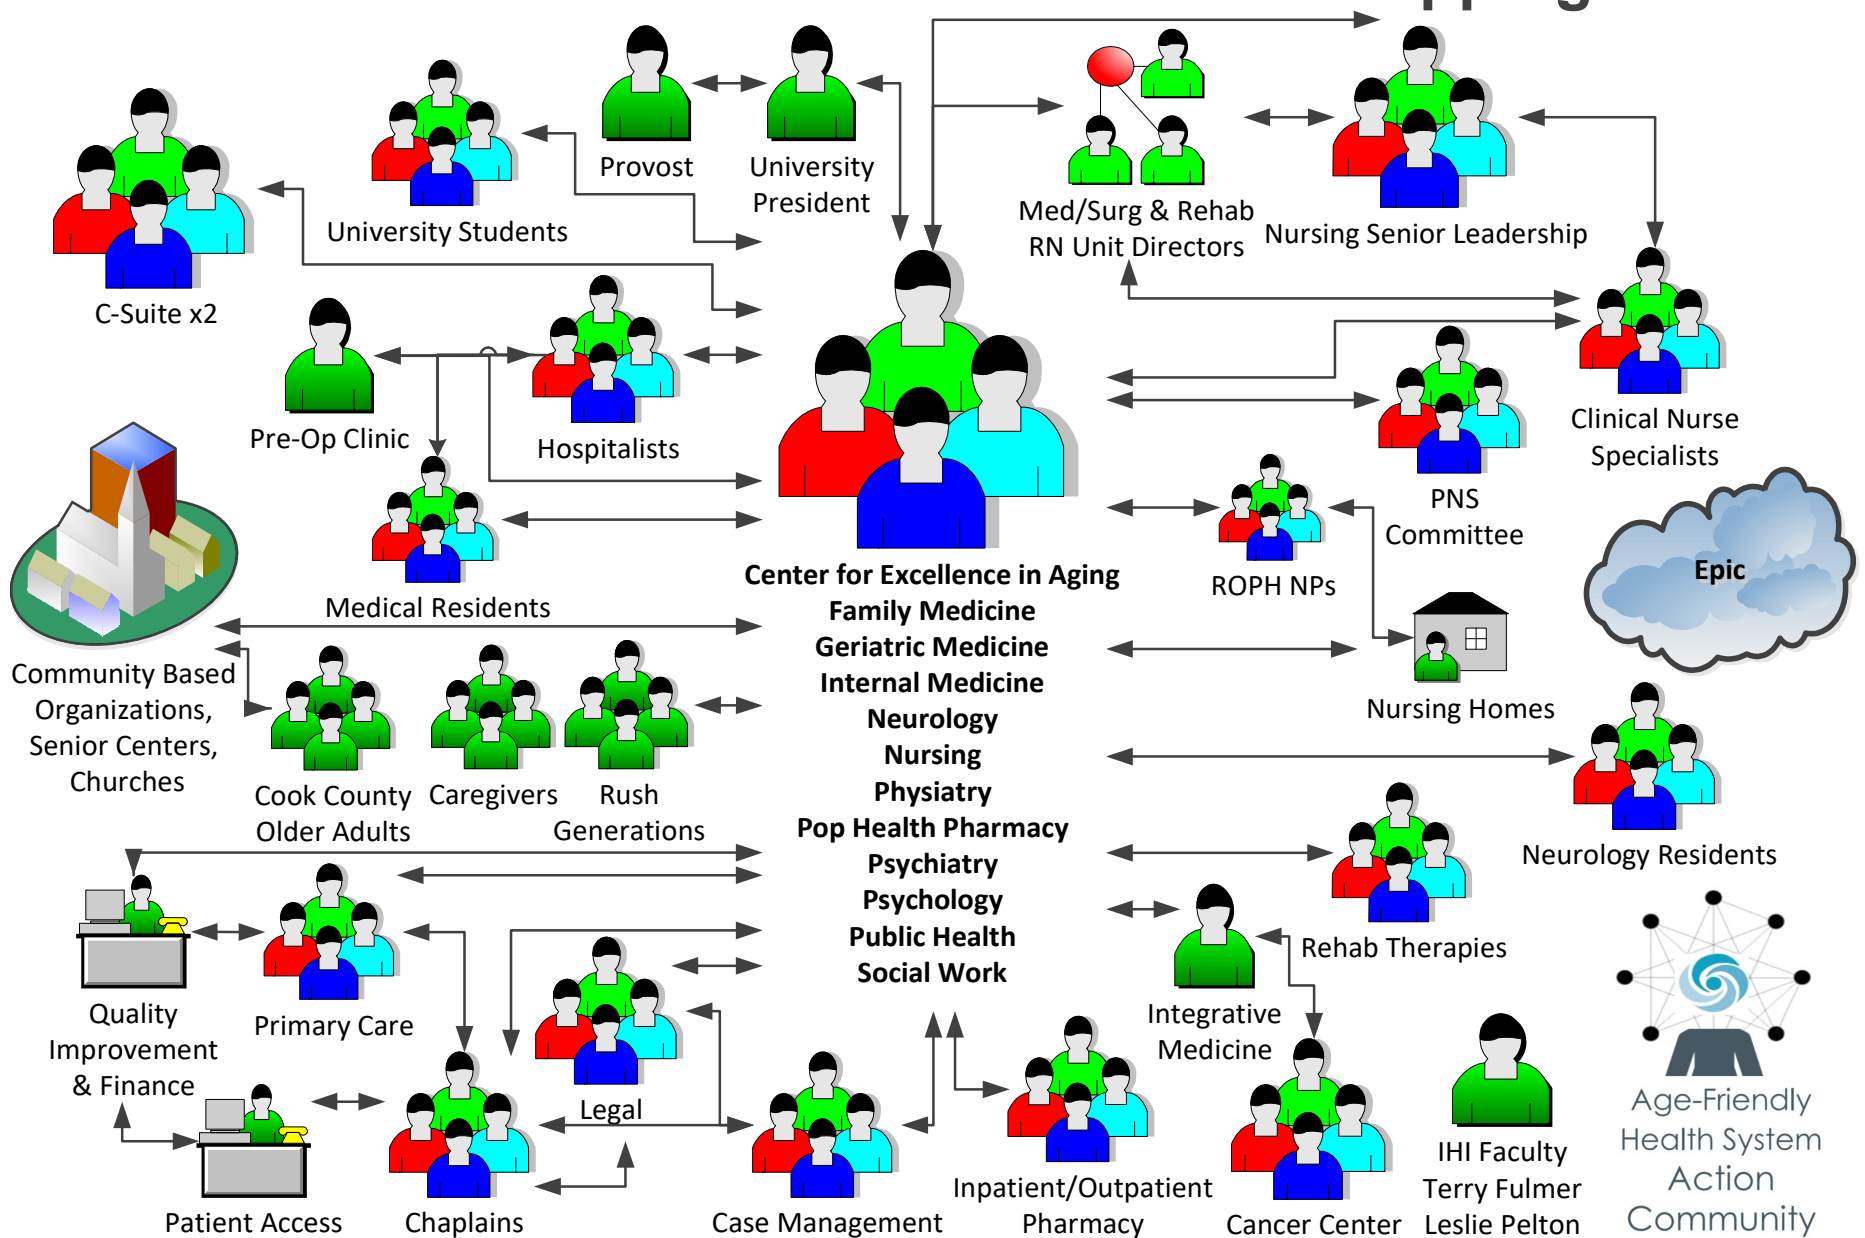 Provost
University
President
University Students
C-Suite x2
Med/Surg & Rehab
RN Unit Directors
Nursing Senior Leadership
Pre-Op Clinic
Hospitalists
Clinical Nurse
Specialists
PNS
Committee
Medical Residents
ROPH NPs
Epic
Center for Excellence in Aging
Family Medicine
Geriatric Medicine
Internal Medicine
Neurology
Nursing
Physiatry
Pop Health Pharmacy
Psychiatry
Psychology
Public Health
Social Work
Community Based
Organizations,
Senior Centers,
Churches
Cook County
Older Adults
Caregivers
Rush
Generations
Nursing Homes
Neurology Residents
Rehab Therapies
Quality
Improvement
& Finance
Primary Care
Legal
Integrative
Medicine
Patient Access
Chaplains
Case Management
Inpatient/Outpatient
Pharmacy
Cancer Center
IHI Faculty
Terry Fulmer
Leslie Pelton
Age-Friendly
Health System
Action
Community